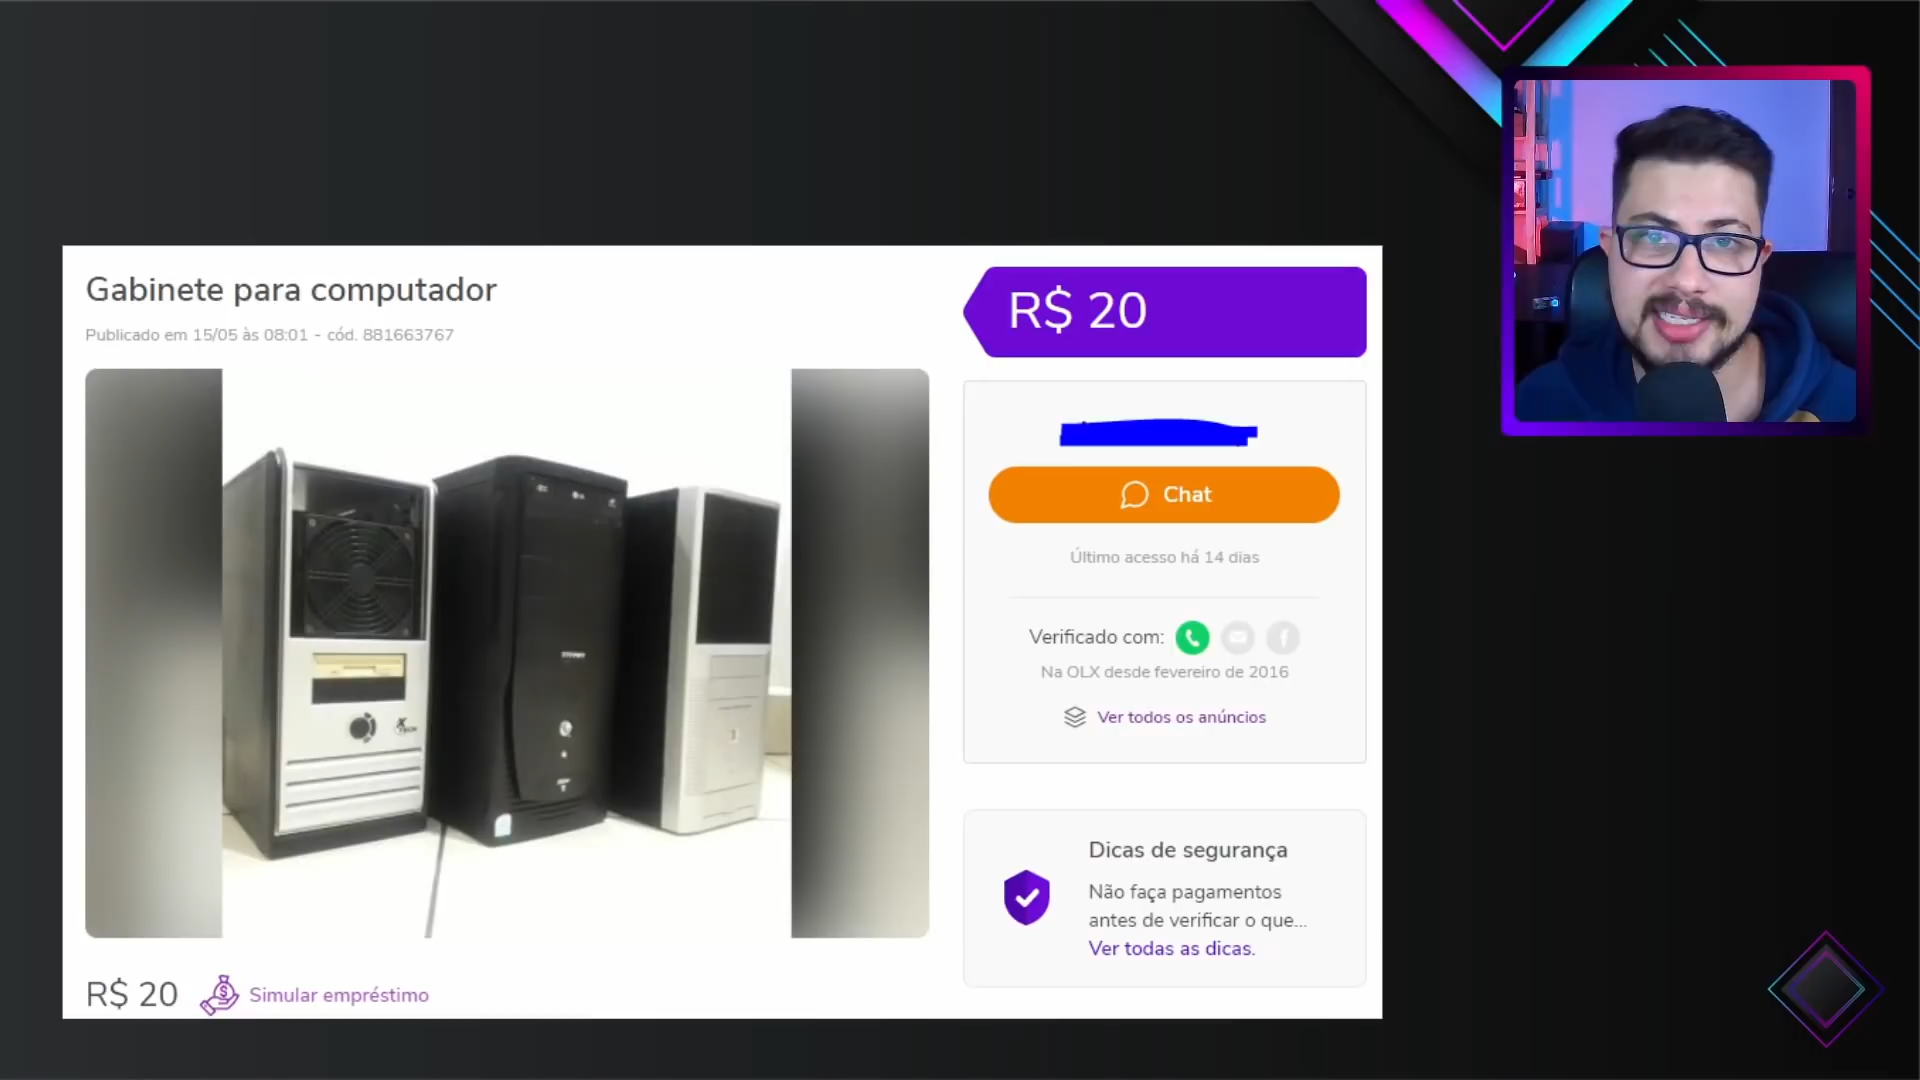 Gabinete para computador
Publicado em 15/05 às 08:01 - cód. 881663767
R$ 20
Chat
Último acesso há 14 dias
Verificado com:
Na OLX desde fevereiro de 2016
Ver todos os anúncios
Dicas de segurança
Não faça pagamentos
antes de verificar o que...
Ver todas as dicas.
R$ 20
Simular empréstimo
X
TECH